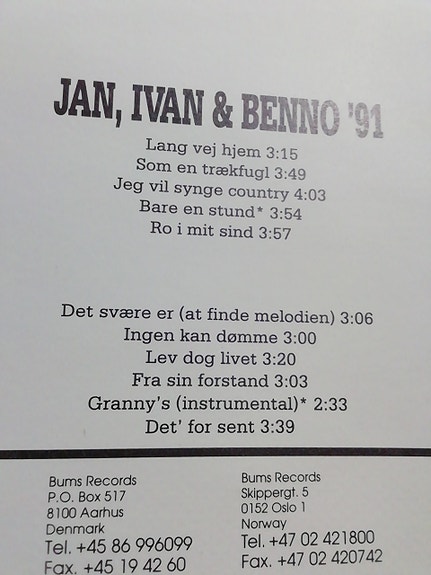 JAN, IVAN & BENNO '91
Lang vej hjem 3:15
Som en trækfugl 3:49
Jeg vil synge country 4:03
Bare en stund* 3:54
Ro i mit sind 3:57
Det svære er (at finde melodien) 3:06
Ingen kan dømme 3:00
Lev dog livet 3:20
Fra sin forstand 3:03
Granny's (instrumental)* 2:33
Det' for sent 3:39
Bums Records
P.O. Box 517
8100 Aarhus
Denmark
Tel. +45 86 996099
Fax. +45 19 42 60
Bums Records
Skippergt. 5
0152 Oslo 1
Norway
Tel. +47 02 421800
Fax. +47 02 420742